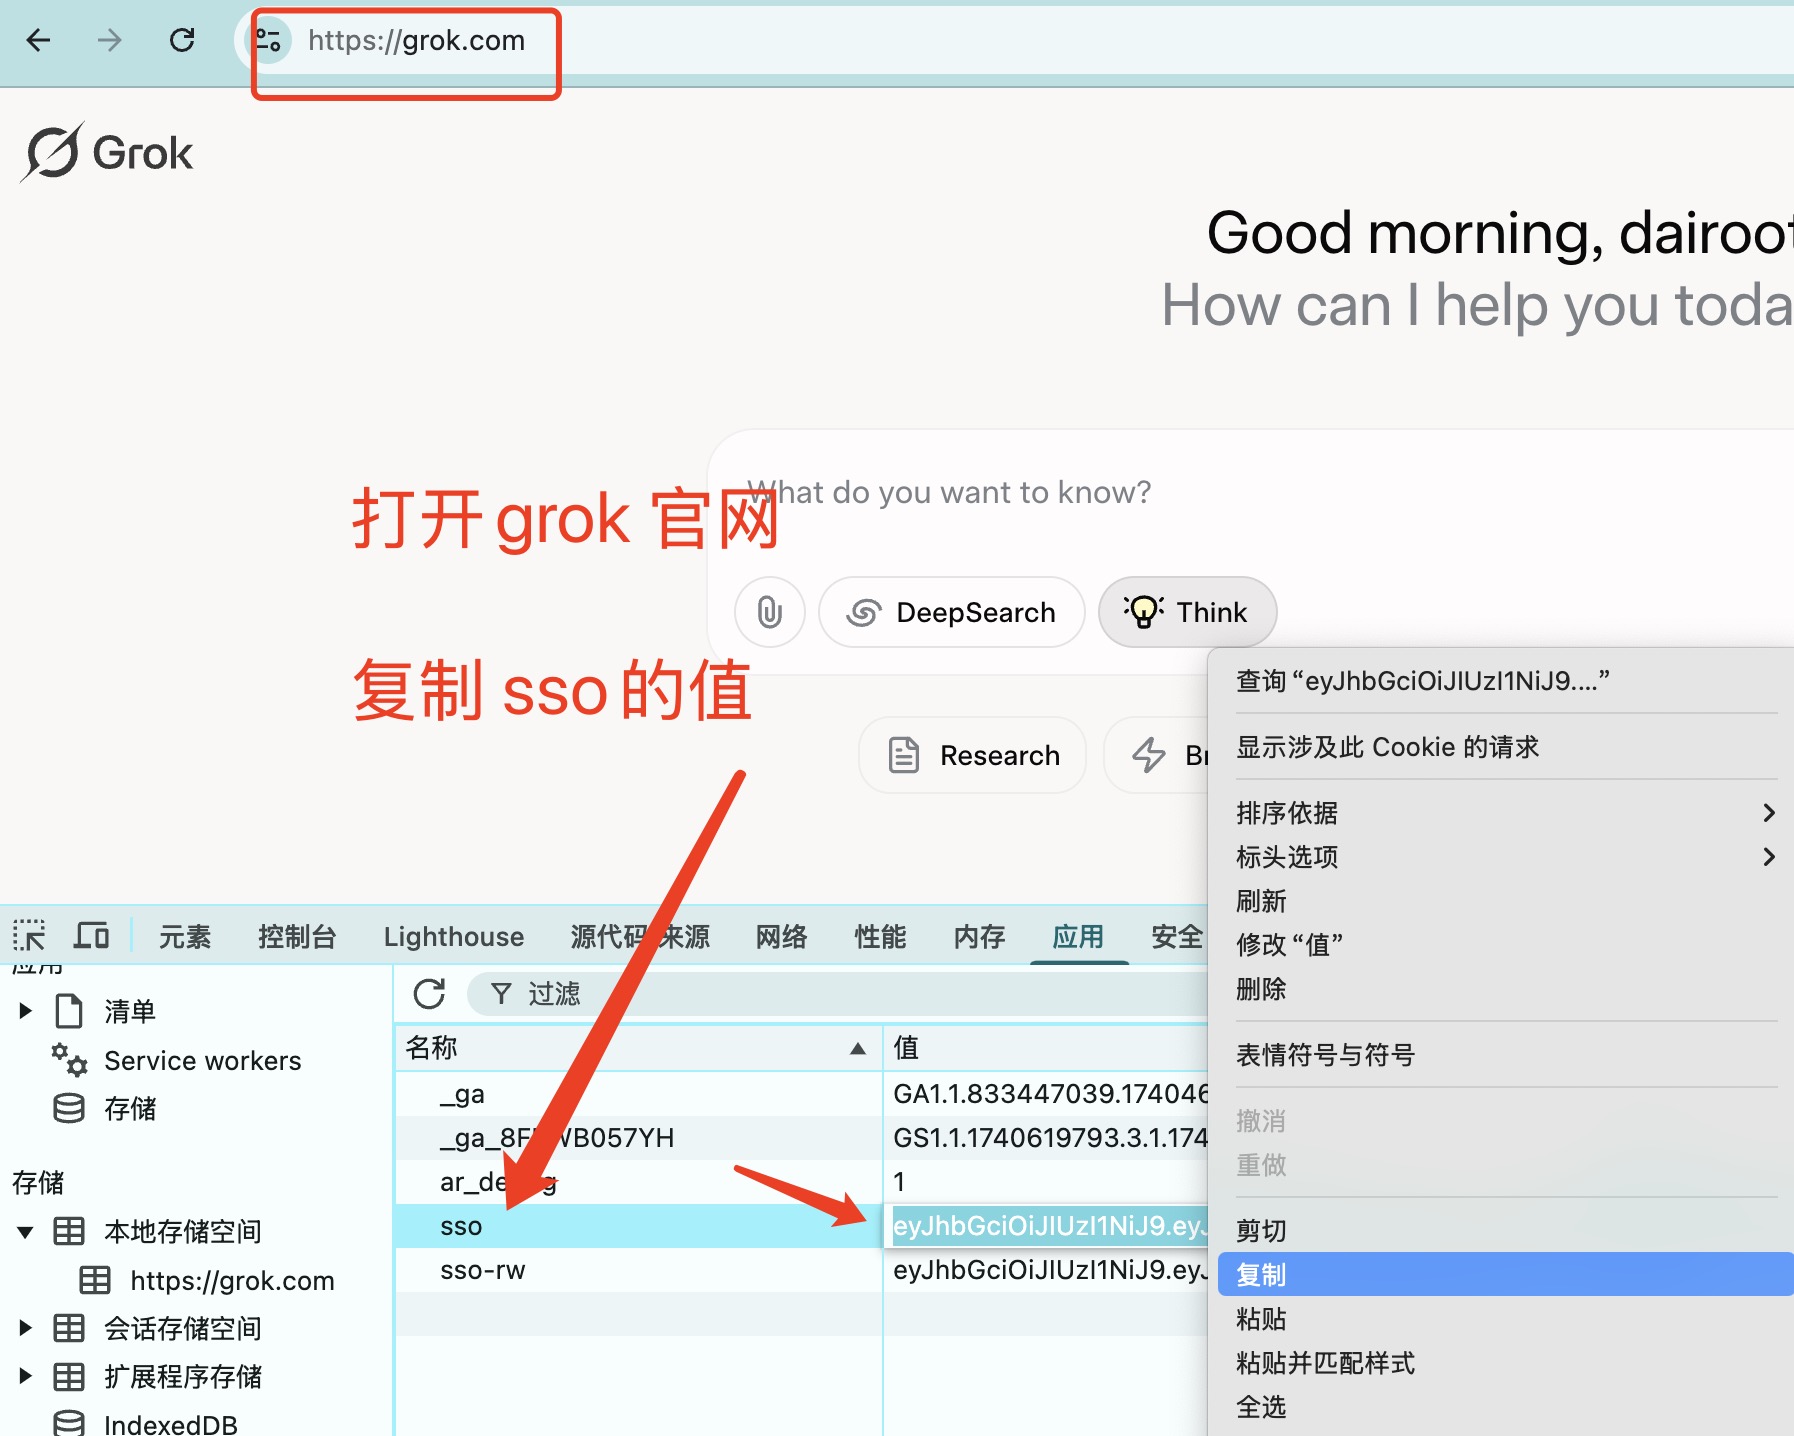 https://grok.com
Grok
Good morning, dairoot
How can I help you toda
What do you want to know?
打开grok 官网
DeepSearch
Think
复制 sso的值
Research
查询 “eyJhbGciOiJIUzI1NiJ9....”
显示涉及此 Cookie 的请求
排序依据
标头选项
刷新
修改 “值”
删除
表情符号与符号
撤消
重做
剪切
复制
粘贴
粘贴并匹配样式
全选
元素 控制台 Lighthouse 源代码 来源 网络 性能 内存 应用 安全
应用
清单
Service workers
存储
存储
本地存储空间
https://grok.com
会话存储空间
扩展程序存储
IndexedDB
过滤
名称 值
_ga GA1.1.833447039.174046
GS1.1.1740619793.3.1.174
1
sso eyJhbGciOiJIUzI1NiJ9.eyJ
sso-rw eyJhbGciOiJIUzI1NiJ9.eyJ